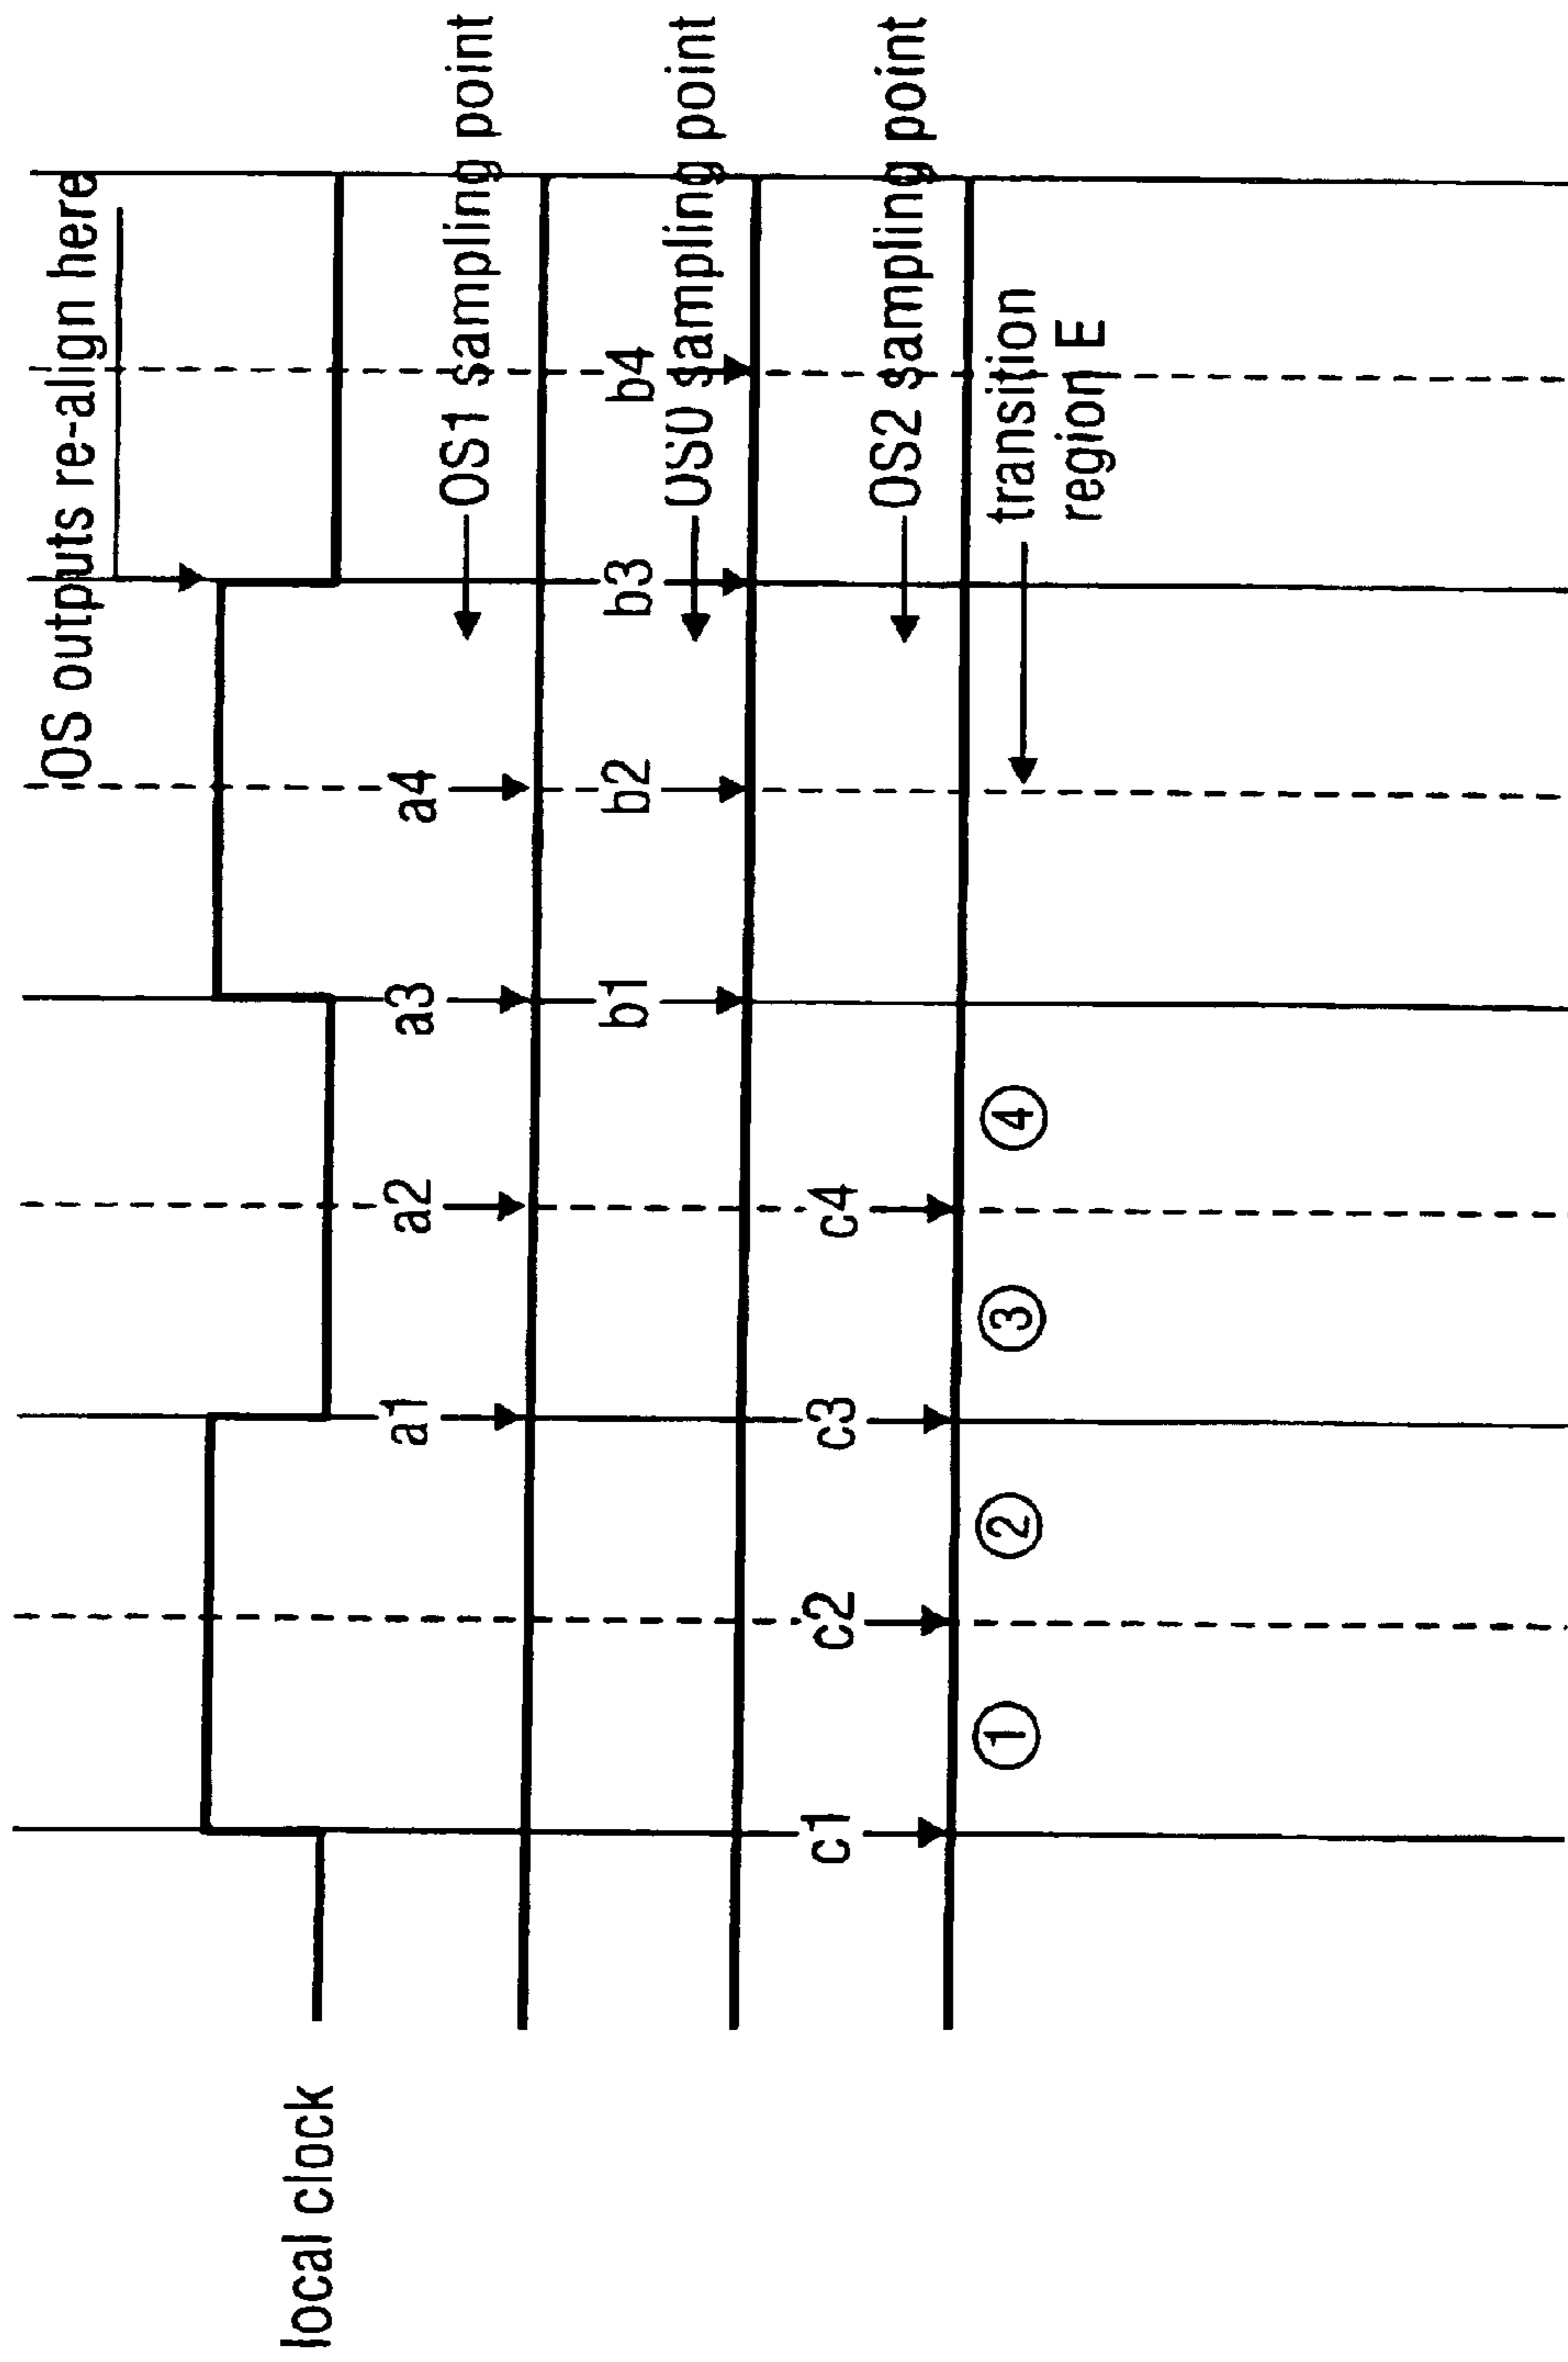 OS outputs re-align here
local clock
a1 a2 a3 a4
OS1 sampling point
b1 b2 b3 b4
OS0 sampling point
c1 c2 c3 c4
OS2 sampling point
① ② ③ ④
transition
region E